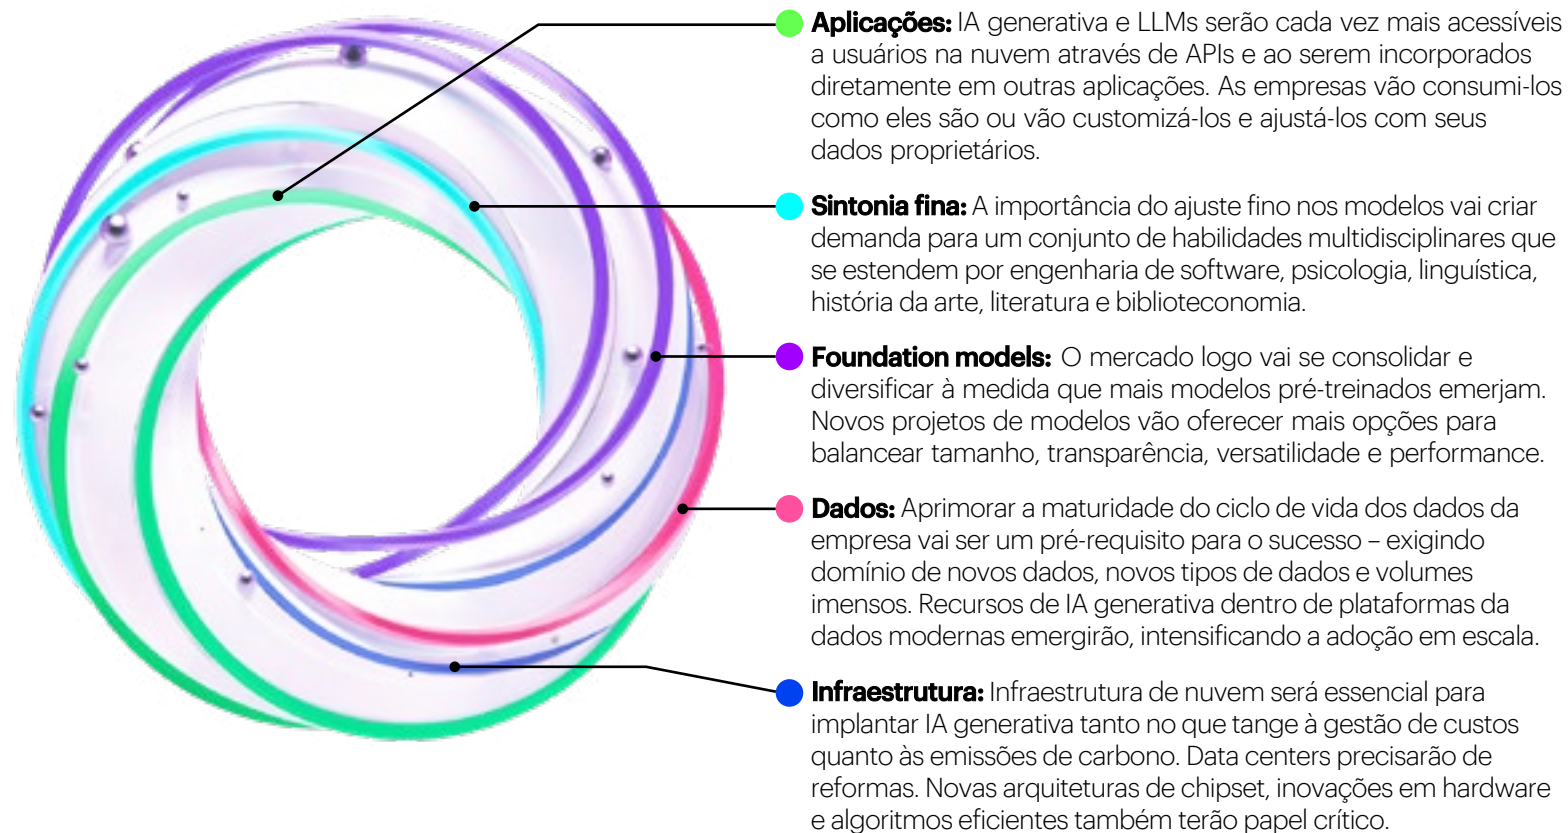 Aplicações: IA generativa e LLMs serão cada vez mais acessíveis
a usuários na nuvem através de APIs e ao serem incorporados
diretamente em outras aplicações. As empresas vão consumi-los
como eles são ou vão customizá-los e ajustá-los com seus
dados proprietários.
Sintonia fina: A importância do ajuste fino nos modelos vai criar
demanda para um conjunto de habilidades multidisciplinares que
se estendem por engenharia de software, psicologia, linguística,
história da arte, literatura e biblioteconomia.
Foundation models: O mercado logo vai se consolidar e
diversificar à medida que mais modelos pré-treinados emerjam.
Novos projetos de modelos vão oferecer mais opções para
balancear tamanho, transparência, versatilidade e performance.
Dados: Aprimorar a maturidade do ciclo de vida dos dados da
empresa vai ser um pré-requisito para o sucesso – exigindo
domínio de novos dados, novos tipos de dados e volumes
imensos. Recursos de IA generativa dentro de plataformas da
dados modernas emergirão, intensificando a adoção em escala.
Infraestrutura: Infraestrutura de nuvem será essencial para
implantar IA generativa tanto no que tange à gestão de custos
quanto às emissões de carbono. Data centers precisarão de
reformas. Novas arquiteturas de chipset, inovações em hardware
e algoritmos eficientes também terão papel crítico.